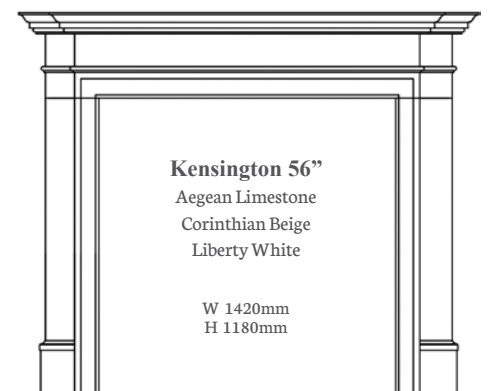 Kensington 56”
Aegean Limestone
Corinthian Beige
Liberty White
W 1420mm
H 1180mm